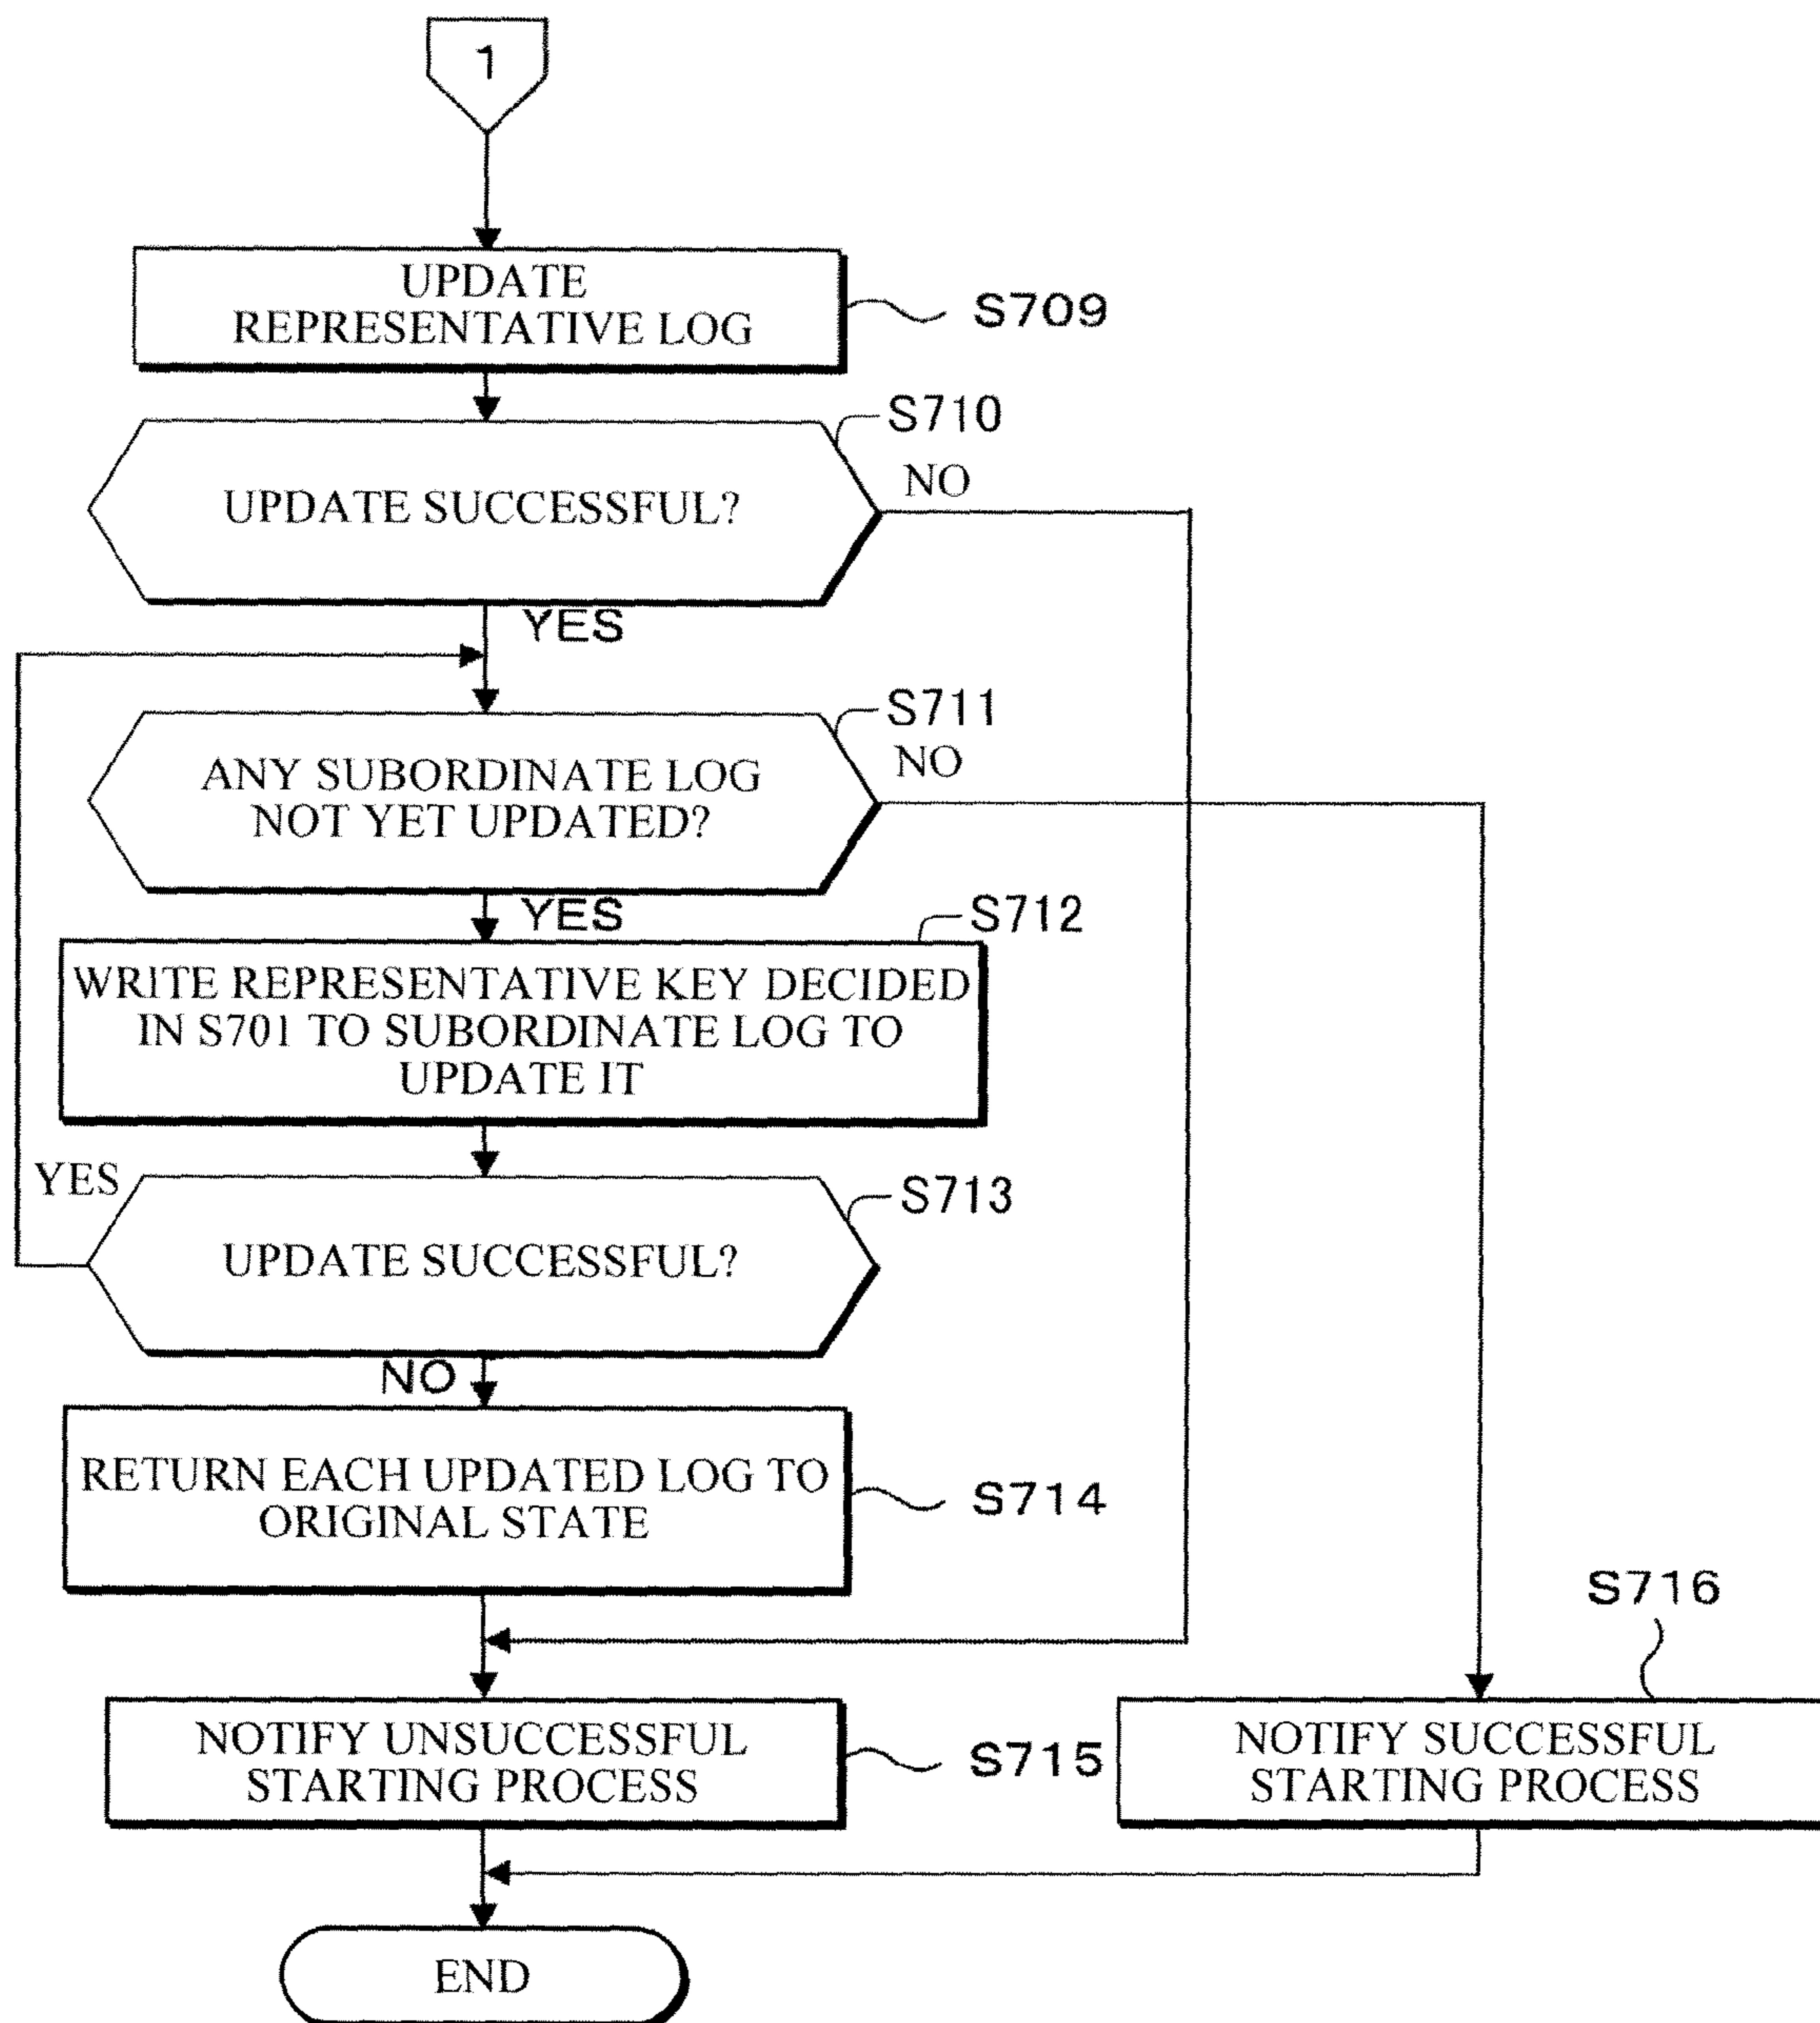 1
UPDATE
REPRESENTATIVE LOG
S709
S710
UPDATE SUCCESSFUL?
NO
YES
S711
ANY SUBORDINATE LOG
NOT YET UPDATED?
NO
YES
S712
WRITE REPRESENTATIVE KEY DECIDED
IN S701 TO SUBORDINATE LOG TO
UPDATE IT
YES
S713
UPDATE SUCCESSFUL?
NO
RETURN EACH UPDATED LOG TO
ORIGINAL STATE
S714
S716
NOTIFY UNSUCCESSFUL
STARTING PROCESS
S715
NOTIFY SUCCESSFUL
STARTING PROCESS
END